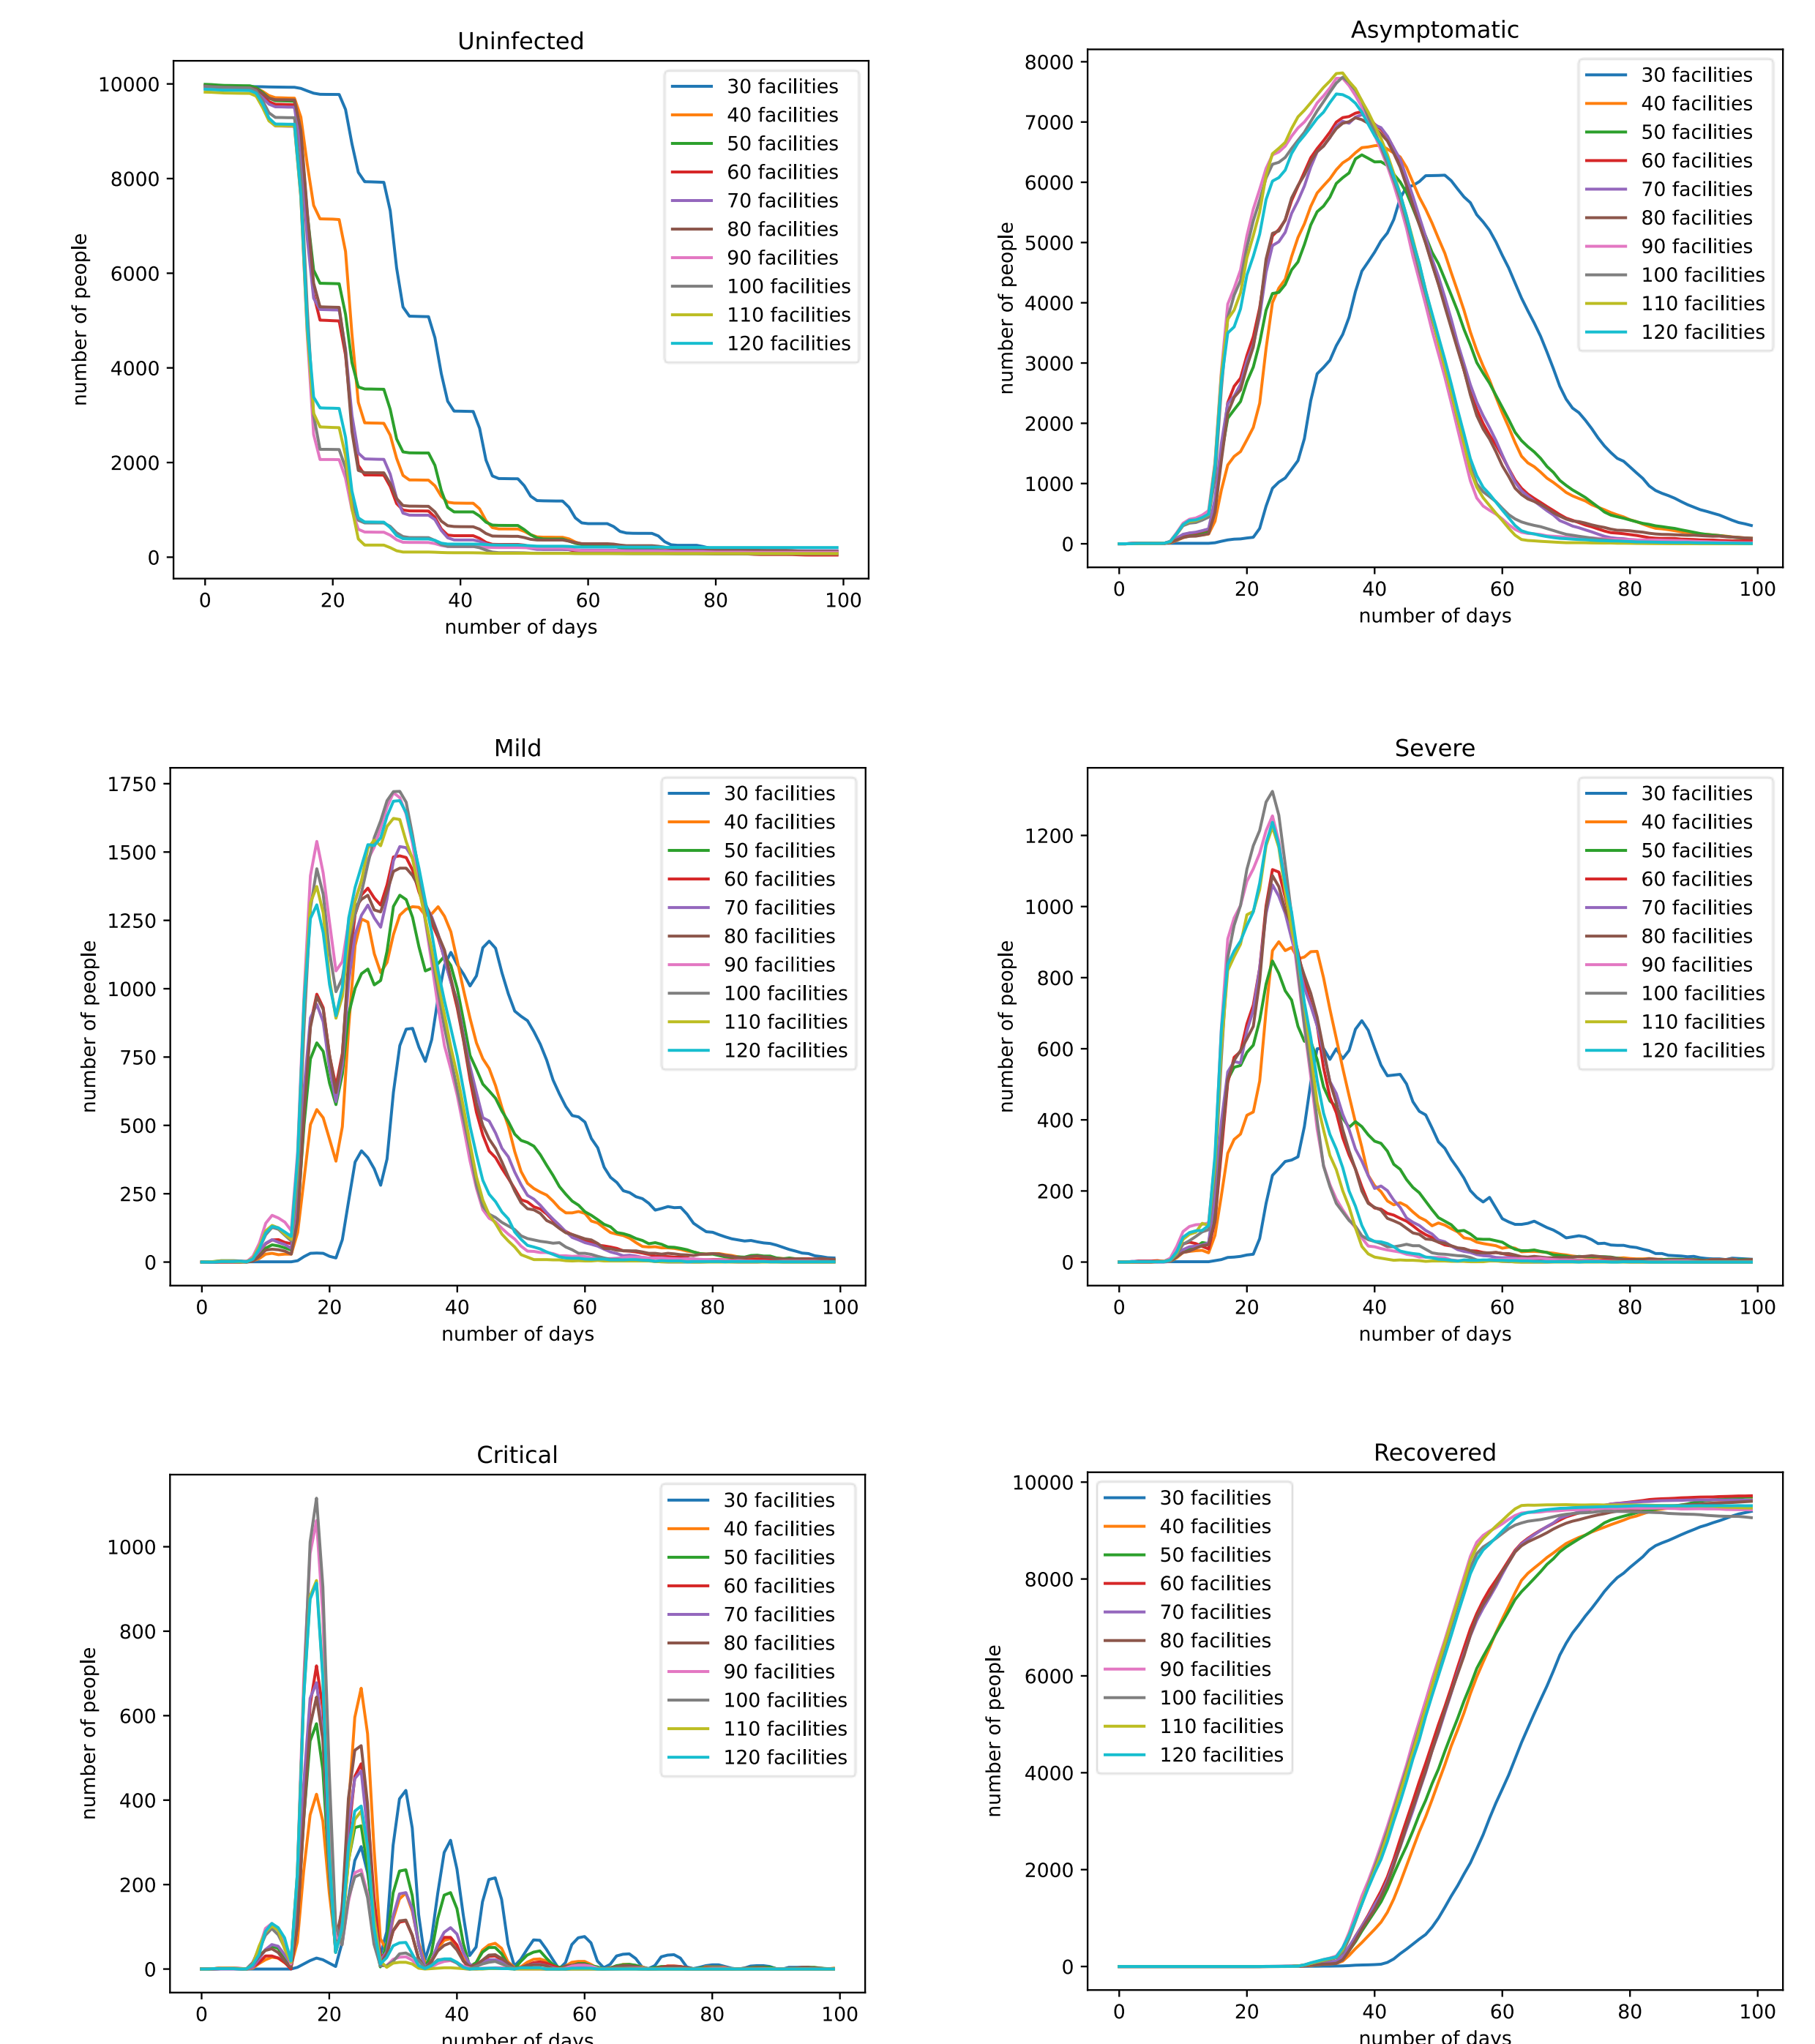 Uninfected
10000
8000
6000
4000
2000
0
0 20 40 60 80 100
number of days
number of people
30 facilities
40 facilities
50 facilities
60 facilities
70 facilities
80 facilities
90 facilities
100 facilities
110 facilities
120 facilities
Asymptomatic
8000
7000
6000
5000
4000
3000
2000
1000
0
0 20 40 60 80 100
number of days
number of people
30 facilities
40 facilities
50 facilities
60 facilities
70 facilities
80 facilities
90 facilities
100 facilities
110 facilities
120 facilities
Mild
1750
1500
1250
1000
750
500
250
0
0 20 40 60 80 100
number of days
number of people
30 facilities
40 facilities
50 facilities
60 facilities
70 facilities
80 facilities
90 facilities
100 facilities
110 facilities
120 facilities
Severe
1200
1000
800
600
400
200
0
0 20 40 60 80 100
number of days
number of people
30 facilities
40 facilities
50 facilities
60 facilities
70 facilities
80 facilities
90 facilities
100 facilities
110 facilities
120 facilities
Critical
1000
800
600
400
200
0
0 20 40 60 80 100
number of days
number of people
30 facilities
40 facilities
50 facilities
60 facilities
70 facilities
80 facilities
90 facilities
100 facilities
110 facilities
120 facilities
Recovered
10000
8000
6000
4000
2000
0
0 20 40 60 80 100
number of days
number of people
30 facilities
40 facilities
50 facilities
60 facilities
70 facilities
80 facilities
90 facilities
100 facilities
110 facilities
120 facilities